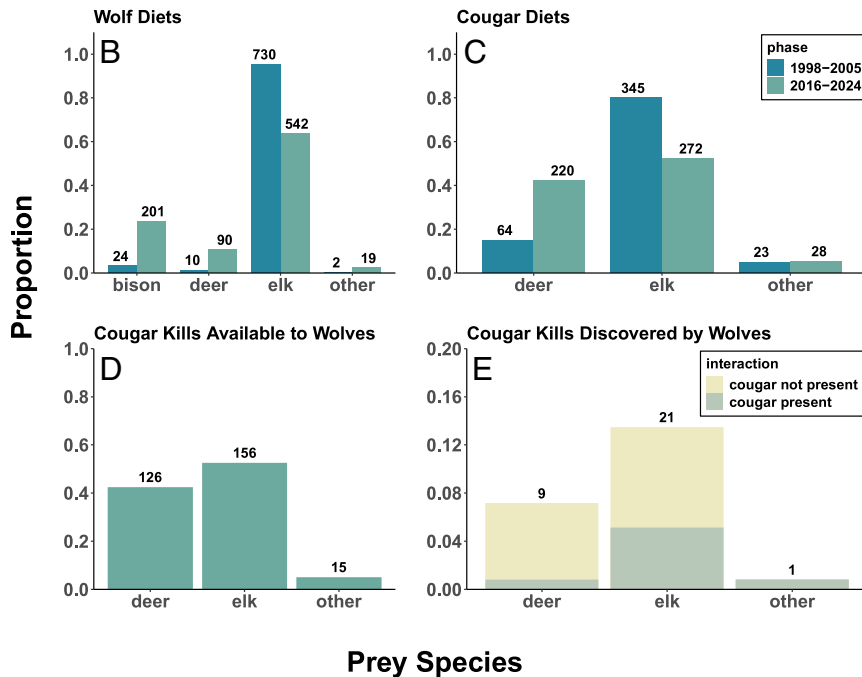 Wolf Diets
B
Proportion
1.0
0.8
0.6
0.4
0.2
0.0
24
201
10
90
730
542
2
19
bison deer elk other
Cougar Diets
C
phase
1998−2005
2016−2024
1.0
0.8
0.6
0.4
0.2
0.0
64
220
345
272
23
28
deer elk other
Cougar Kills Available to Wolves
D
1.0
0.8
0.6
0.4
0.2
0.0
126
156
15
deer elk other
Cougar Kills Discovered by Wolves
E
interaction
cougar not present
cougar present
0.20
0.16
0.12
0.08
0.04
0.00
9
21
1
deer elk other
Prey Species